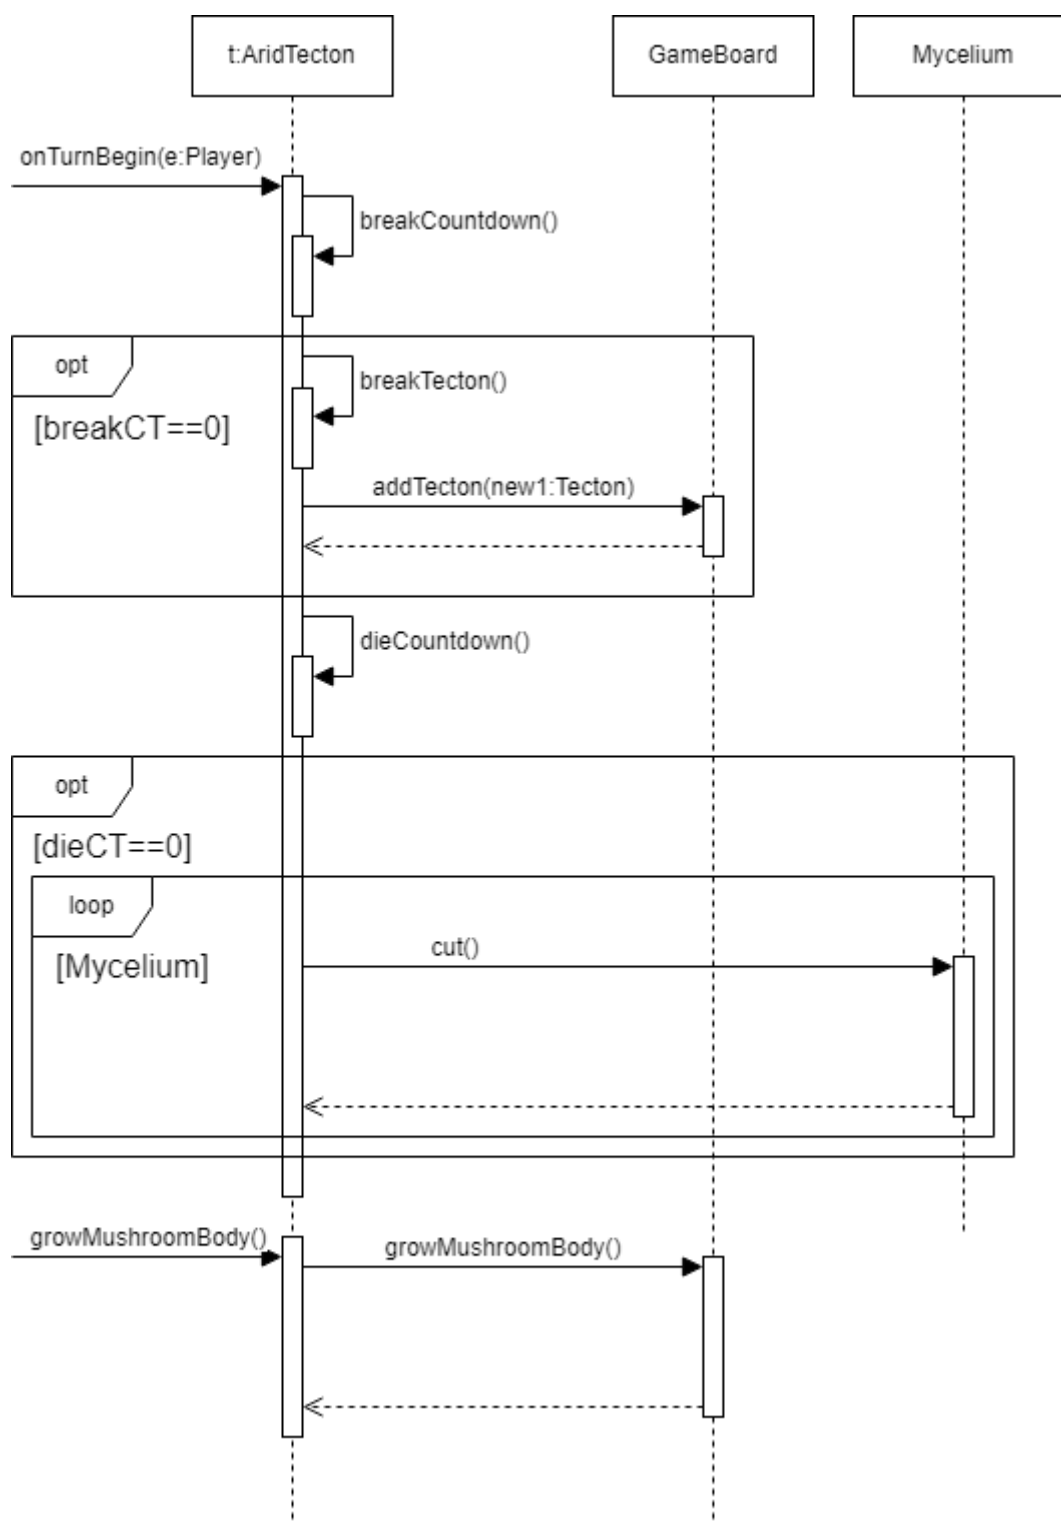 t:AridTecton
GameBoard
Mycelium
onTurnBegin(e:Player)
breakCountdown()
opt
breakTecton()
[breakCT==0]
addTecton(new1:Tecton)
dieCountdown()
opt
[dieCT==0]
loop
cut()
[Mycelium]
growMushroomBody()
growMushroomBody()